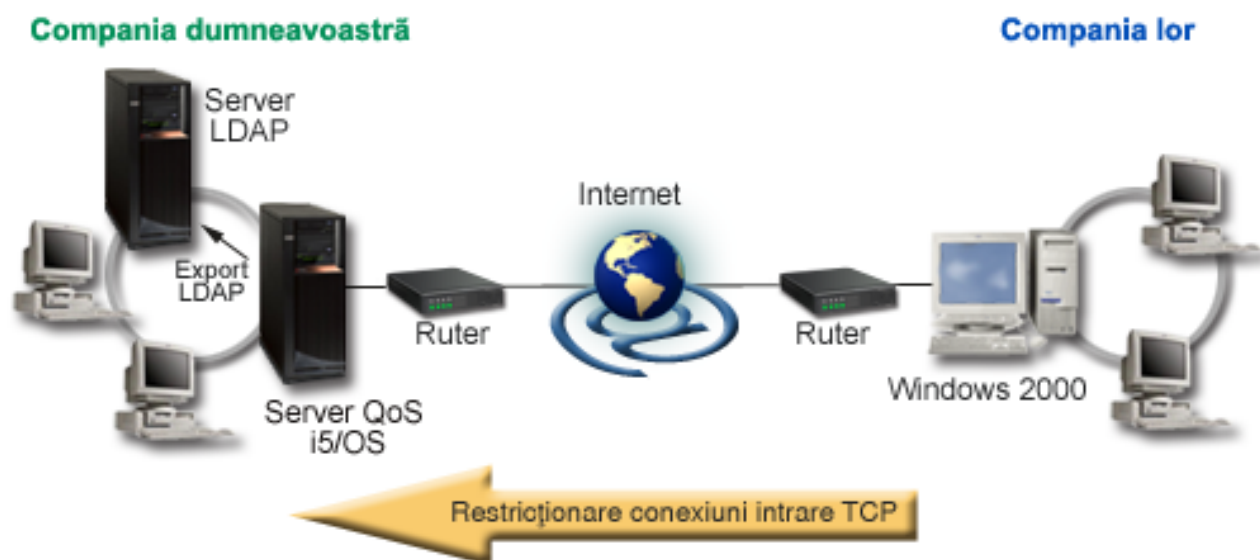 Compania dumneavoastră
Compania lor
Server
LDAP
Internet
Export
LDAP
Ruter
Ruter
Windows 2000
Server QoS
i5/OS
Restricţionare conexiuni intrare TCP